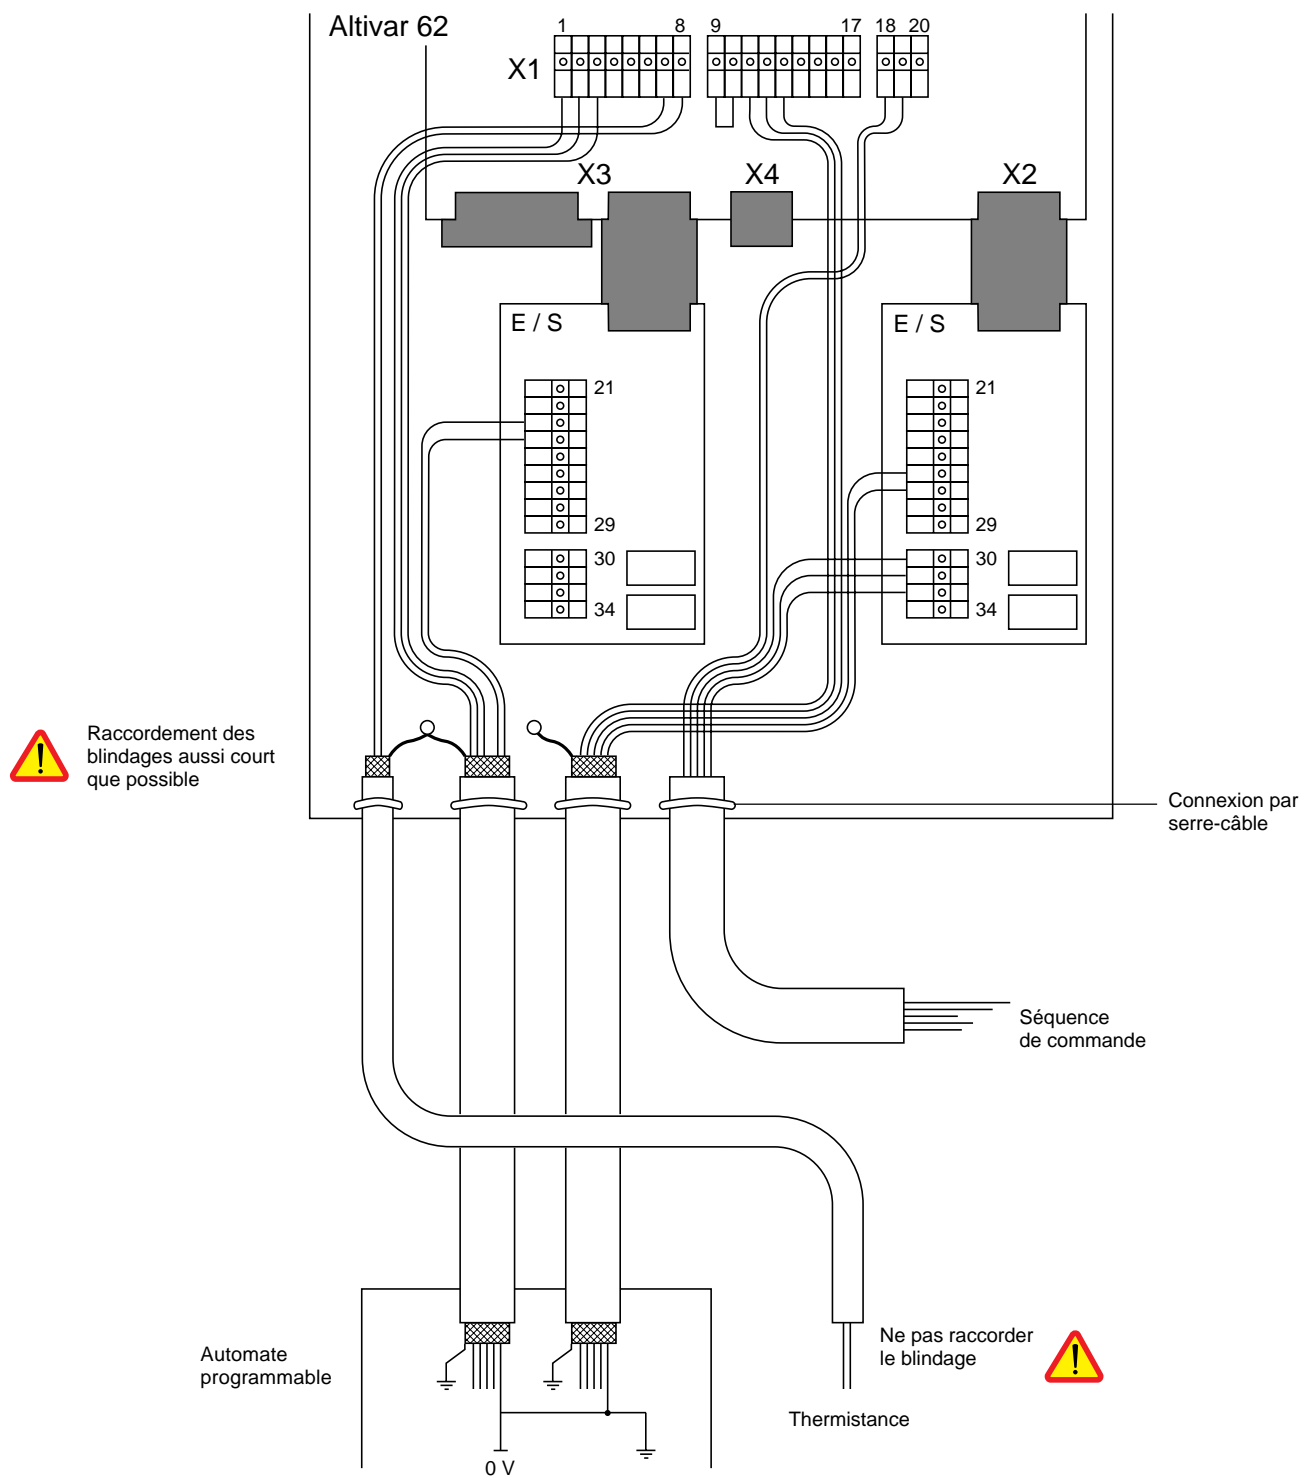 Altivar 62
1
8
9
17
18
20
X1
X3
X4
X2
E / S
E / S
21
21
29
29
30
30
34
34
Raccordement des
blindages aussi court
que possible
!
Connexion par
serre-câble
Séquence
de commande
Ne pas raccorder
le blindage
!
Automate
programmable
Thermistance
0 V